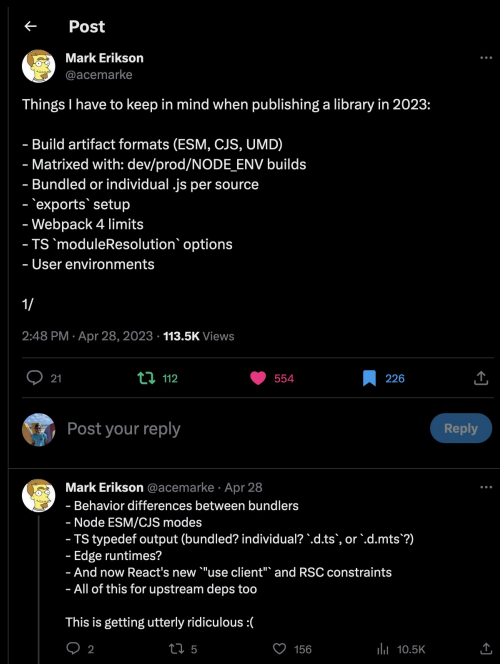 Post
Mark Erikson
@acemarke
Things I have to keep in mind when publishing a library in 2023:
- Build artifact formats (ESM, CJS, UMD)
- Matrixed with: dev/prod/NODE_ENV builds
- Bundled or individual .js per source
- `exports` setup
- Webpack 4 limits
- TS `moduleResolution` options
- User environments
1/
2:48 PM · Apr 28, 2023 · 113.5K Views
21 112 554 226
Post your reply Reply
Mark Erikson @acemarke · Apr 28
- Behavior differences between bundlers
- Node ESM/CJS modes
- TS typedef output (bundled? individual? `.d.ts`, or `.d.mts`?)
- Edge runtimes?
- And now React's new `"use client"` and RSC constraints
- All of this for upstream deps too
This is getting utterly ridiculous :(
2 5 156 10.5K